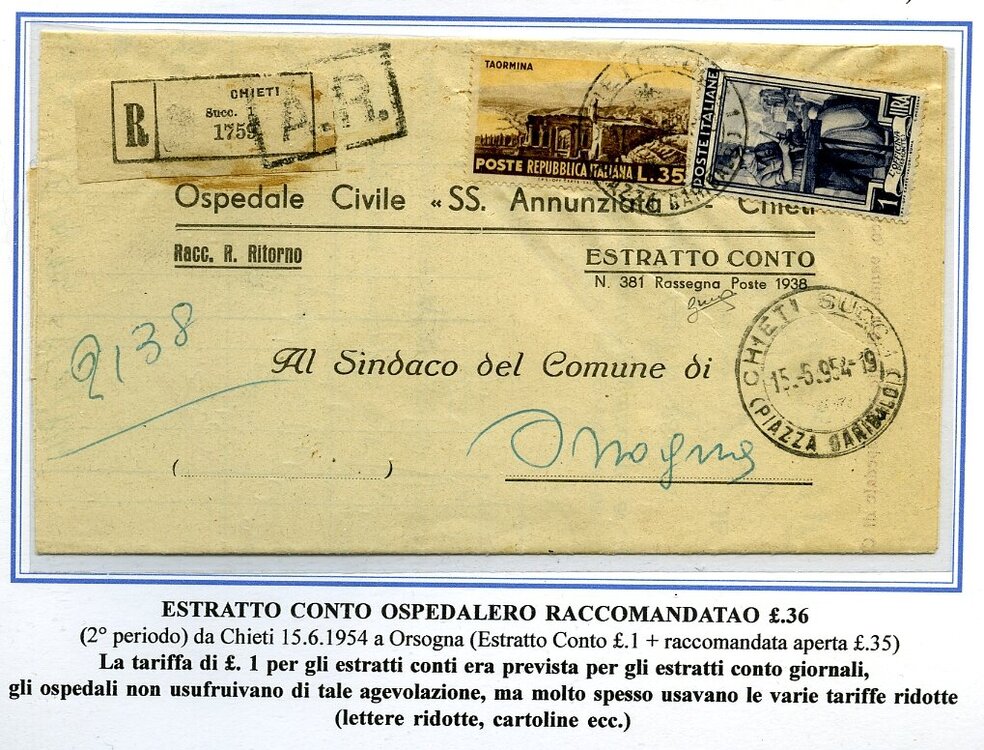 CHIETI
R Succ.
1759
A.R.
TAORMINA
POSTE REPUBBLICA ITALIANA L.35
POSTE ITALIANE
1 LIRA
Ospedale Civile «SS. Annunziata - Chieti
Racc. R. Ritorno
ESTRATTO CONTO
N. 381 Rassegna Poste 1938
2138
Al Sindaco del Comune di
Orsogna
( )
CHIETI SUCC. 1
15.-6.954-19
(PIAZZA GARIBALDI)
ESTRATTO CONTO OSPEDALERO RACCOMANDATAO £.36
(2° periodo) da Chieti 15.6.1954 a Orsogna (Estratto Conto £.1 + raccomandata aperta £.35)
La tariffa di £. 1 per gli estratti conti era prevista per gli estratti conto giornali,
gli ospedali non usufruivano di tale agevolazione, ma molto spesso usavano le varie tariffe ridotte
(lettere ridotte, cartoline ecc.)